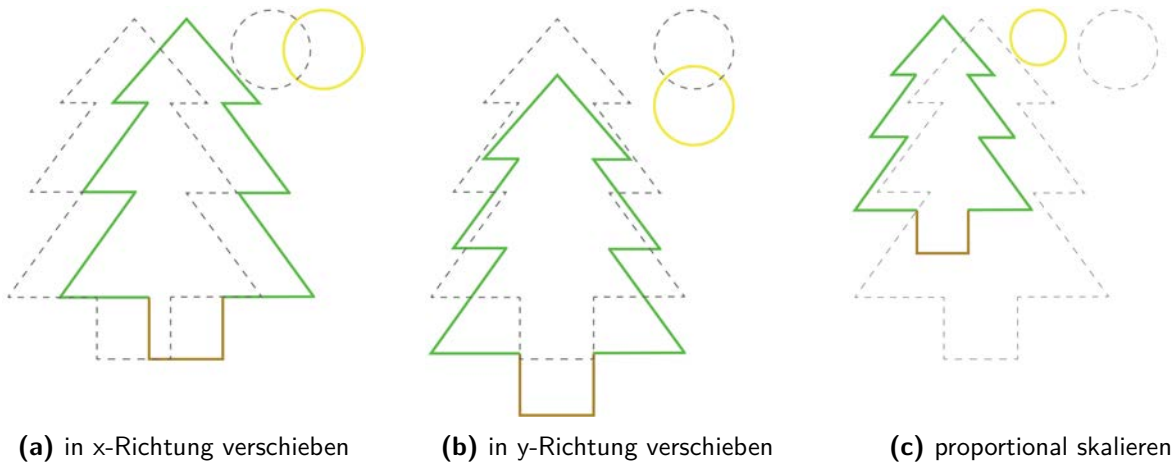 (a) in x-Richtung verschieben
(b) in y-Richtung verschieben
(c) proportional skalieren